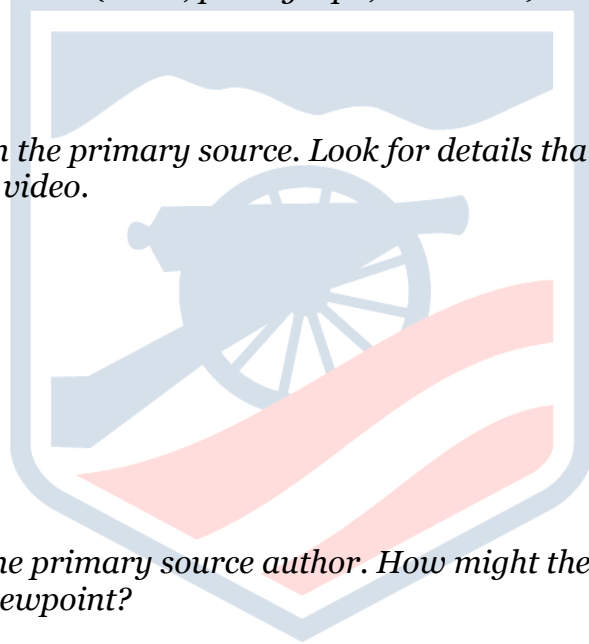 n the primary source. Look for details tha
video.
he primary source author. How might the
ewpoint?